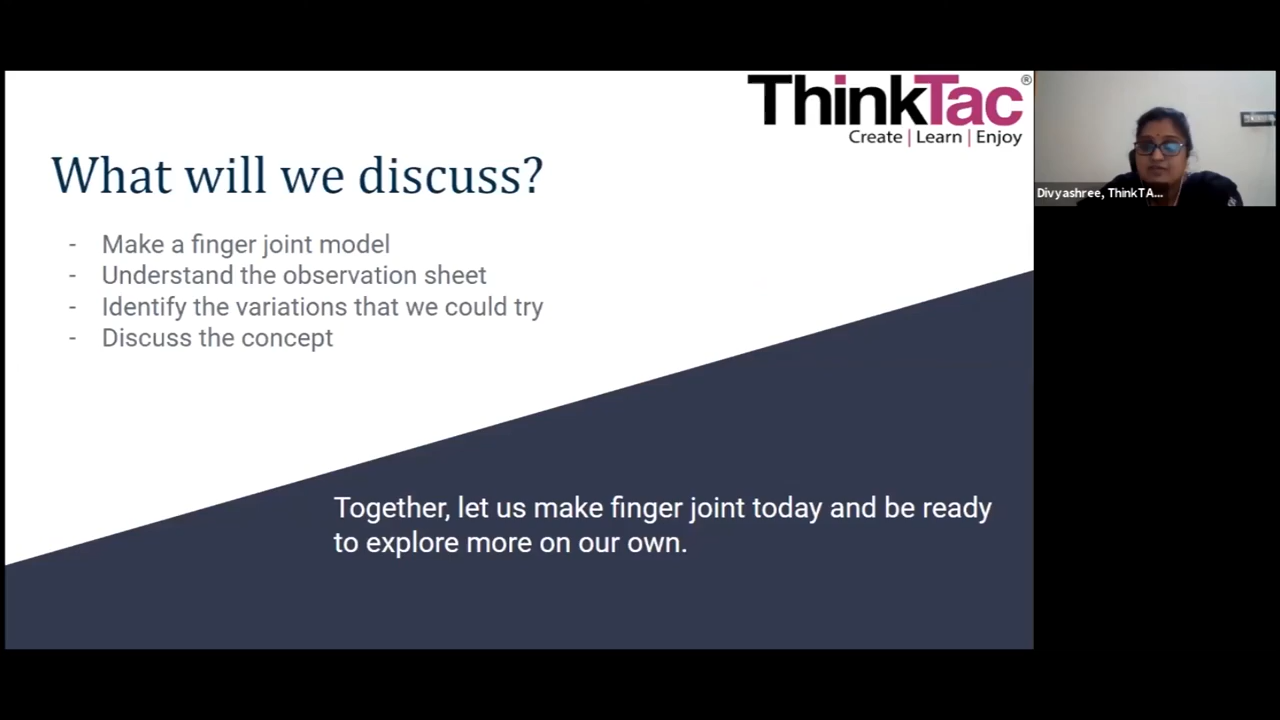 ThinkTac®
Create | Learn | Enjoy
Divyashree, ThinkTA...
What will we discuss?
- Make a finger joint model
- Understand the observation sheet
- Identify the variations that we could try
- Discuss the concept
Together, let us make finger joint today and be ready
to explore more on our own.